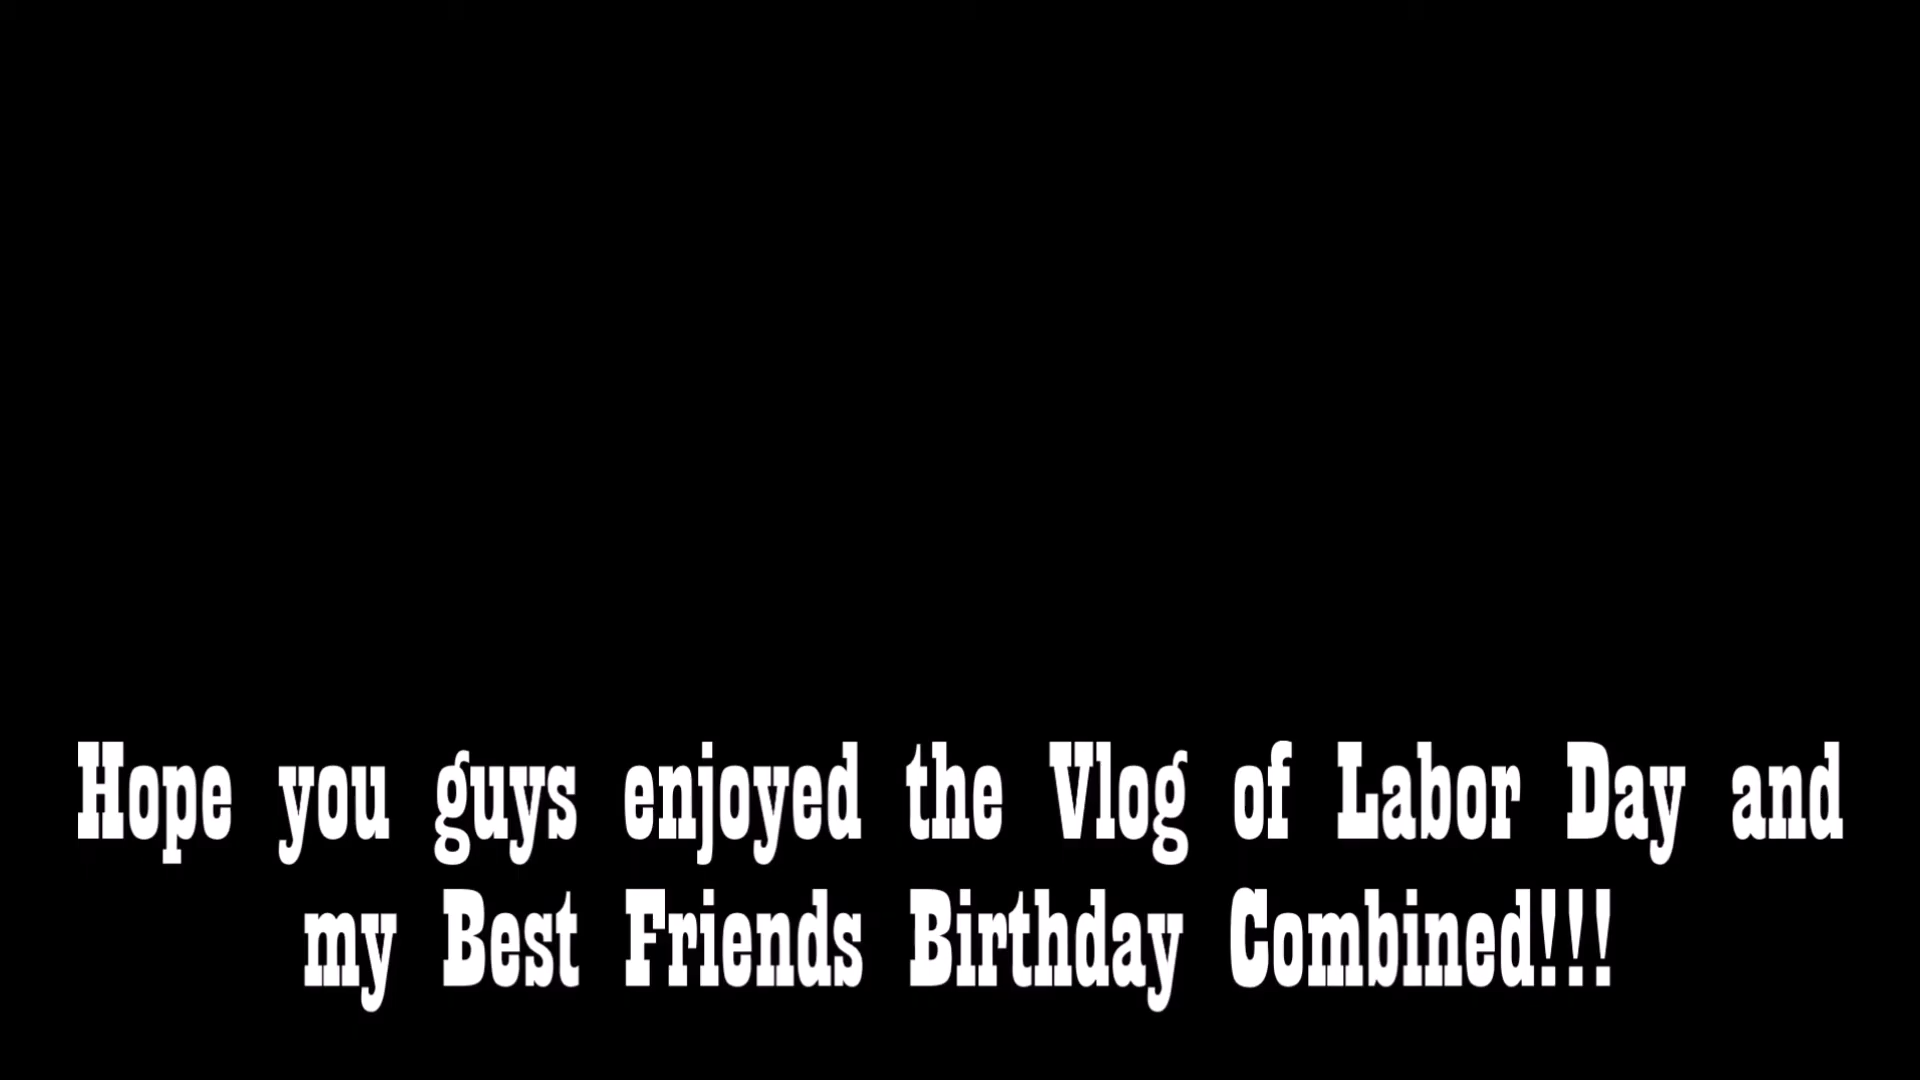 Hope you guys enjoyed the Vlog of Labor Day and
my Best Friends Birthday Combined!!!